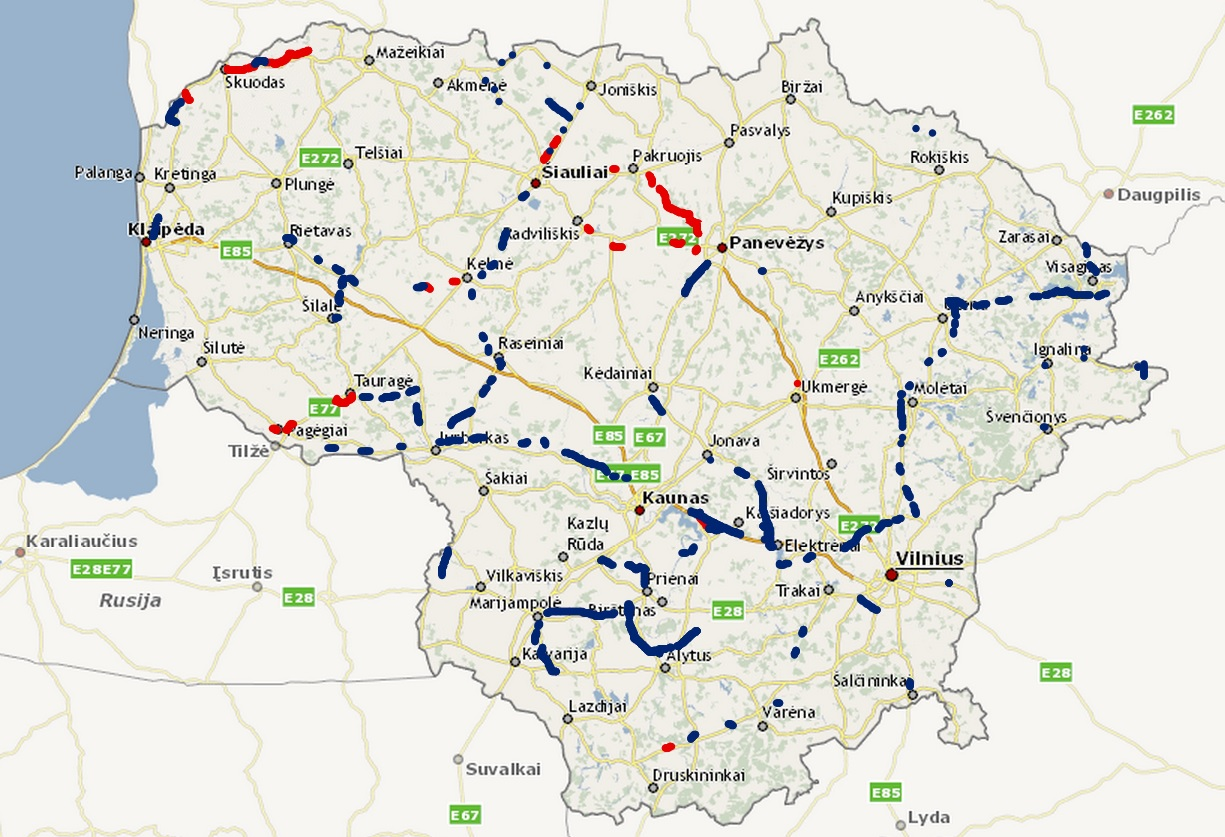 Mažeikiai
Skuodas
Akmenė
Joniškis
Biržai
E262
Pasvalys
E272
Telšiai
Pakruojis
Rokiškis
Palanga
Kretinga
Plungė
Šiauliai
Daugpilis
Kupiškis
Klaipėda
Rietavas
Radviliškis
E272
Panevėžys
Zarasai
E85
Kelmė
Visaginas
Šilalė
Anykščiai
Neringa
Šilutė
Raseiniai
E262
Ignalina
Kėdainiai
Tauragė
Ukmergė
Molėtai
E77
Švenčionys
Pagėgiai
E85
E67
Tilžė
Jurbarkas
Jonava
Širvintos
E85
Šakiai
Kaunas
Kaišiadorys
Kazlų
Rūda
Karaliaučius
Elektrėnai
Vilnius
E28E77
Įsrutis
Vilkaviškis
Prienai
E28
Rusija
Marijampolė
Birštonas
E28
Trakai
Kalvarija
Alytus
E28
Šalčininkai
Lazdijai
Varėna
Suvalkai
Druskininkai
E85
E67
Lyda